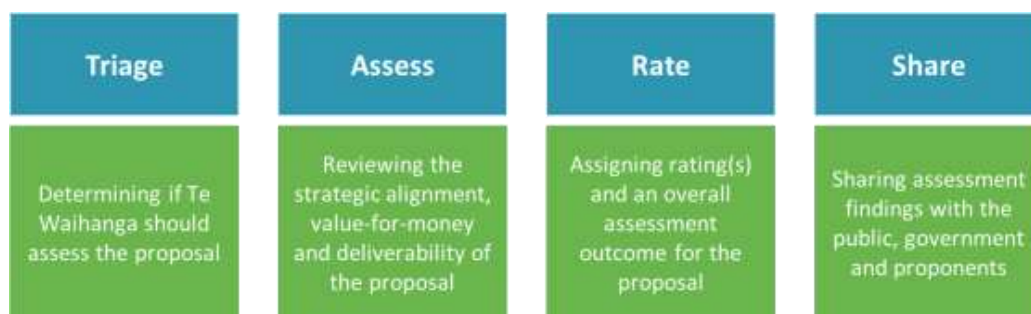 Triage
Determining if Te
Waihanga should
assess the proposal
Assess
Reviewing the
strategic alignment,
value-for-money
and deliverability of
the proposal
Rate
Assigning rating(s)
and an overall
assessment
outcome for the
proposal
Share
Sharing assessment
findings with the
public, government
and proponents